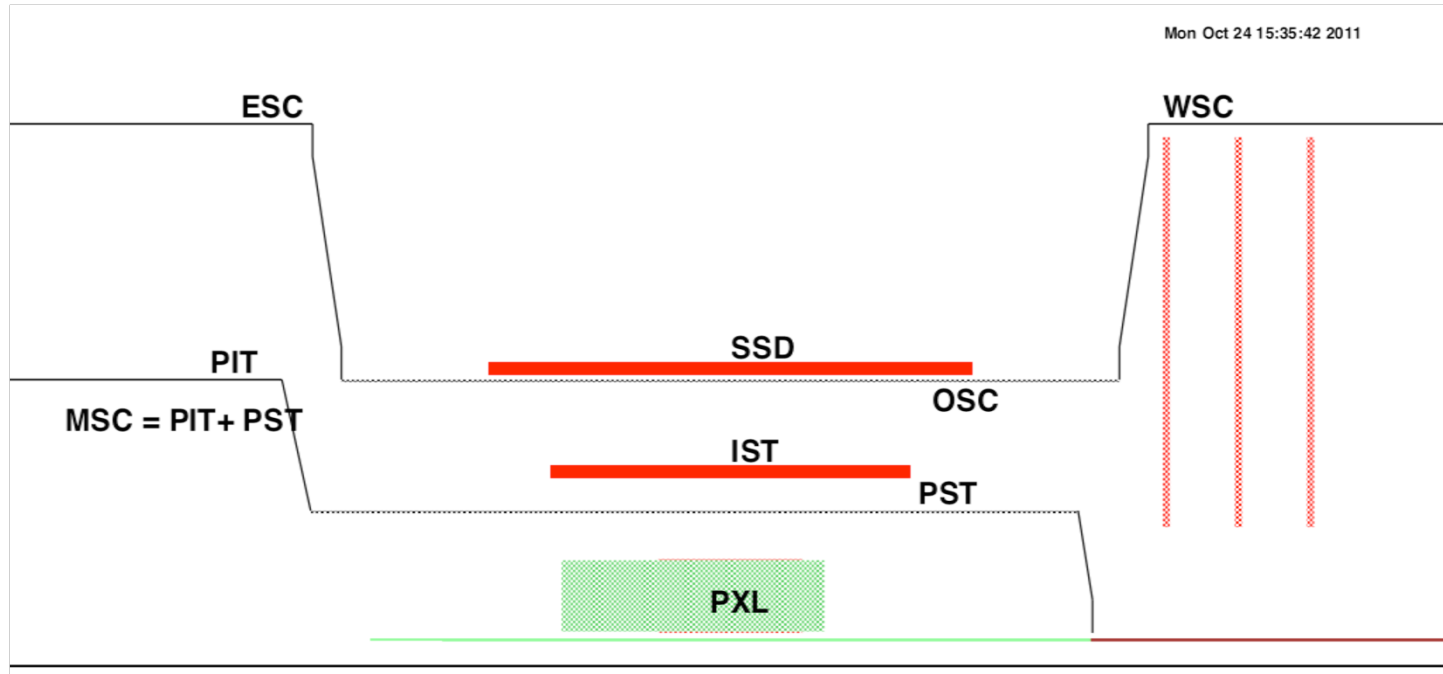 Mon Oct 24 15:35:42 2011
ESC
WSC
SSD
PIT
OSC
MSC = PIT+ PST
IST
PST
PXL